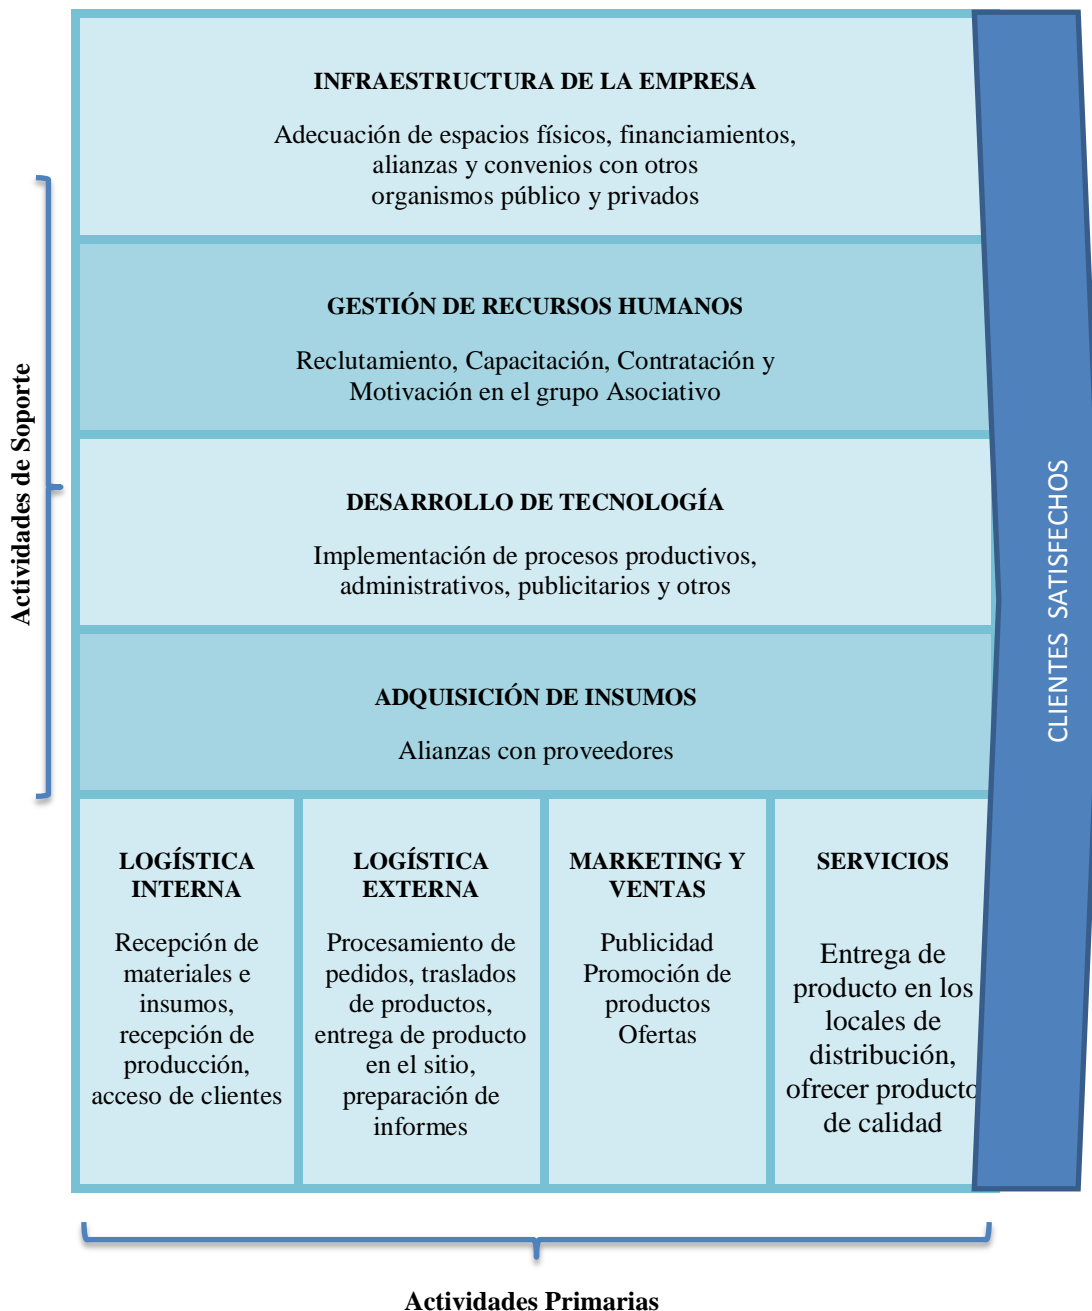 INFRAESTRUCTURA DE LA EMPRESA
Adecuación de espacios físicos, financiamientos,
alianzas y convenios con otros
organismos público y privados
GESTIÓN DE RECURSOS HUMANOS
Reclutamiento, Capacitación, Contratación y
Motivación en el grupo Asociativo
DESARROLLO DE TECNOLOGÍA
Implementación de procesos productivos,
administrativos, publicitarios y otros
ADQUISICIÓN DE INSUMOS
Alianzas con proveedores
Actividades de Soporte
LOGÍSTICA
INTERNA
Recepción de
materiales e
insumos,
recepción de
producción,
acceso de clientes
LOGÍSTICA
EXTERNA
Procesamiento de
pedidos, traslados
de productos,
entrega de producto
en el sitio,
preparación de
informes
MARKETING Y
VENTAS
Publicidad
Promoción de
productos
Ofertas
SERVICIOS
Entrega de
producto en los
locales de
distribución,
ofrecer producto
de calidad
CLIENTES SATISFECHOS
Actividades Primarias